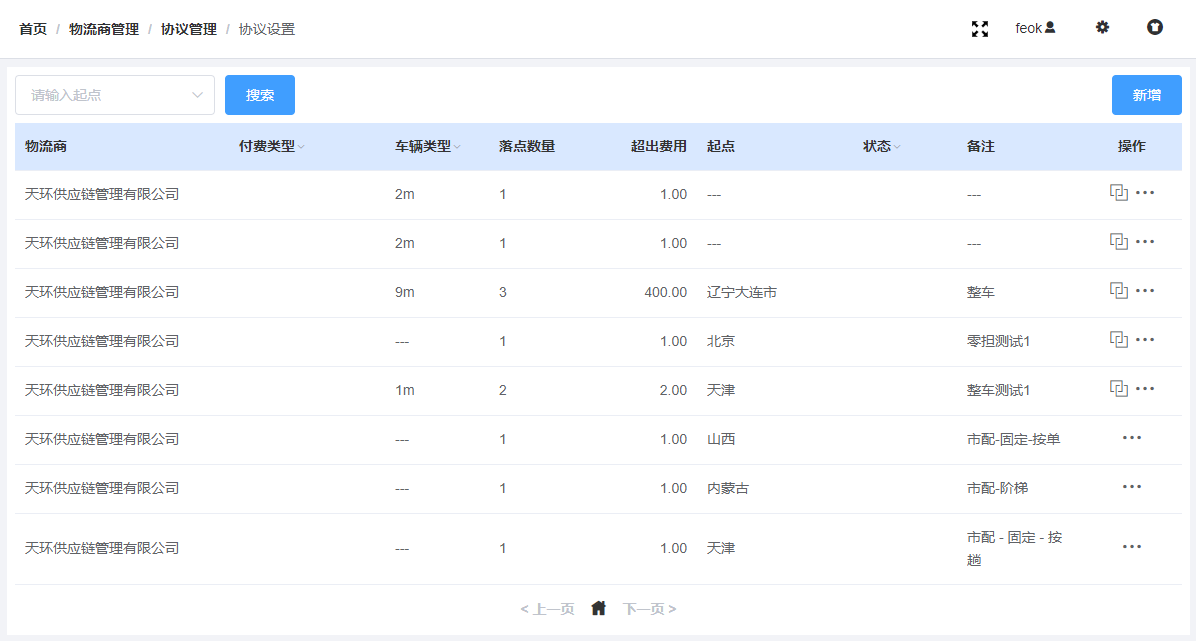 首页 / 物流商管理 / 协议管理 / 协议设置
feok
请输入起点
搜索
新增
物流商 付费类型 车辆类型 落点数量 超出费用 起点 状态 备注 操作
天环供应链管理有限公司 2m 1 1.00 --- ---
天环供应链管理有限公司 2m 1 1.00 --- ---
天环供应链管理有限公司 9m 3 400.00 辽宁大连市 整车
天环供应链管理有限公司 --- 1 1.00 北京 零担测试1
天环供应链管理有限公司 1m 2 2.00 天津 整车测试1
天环供应链管理有限公司 --- 1 1.00 山西 市配-固定-按单
天环供应链管理有限公司 --- 1 1.00 内蒙古 市配-阶梯
天环供应链管理有限公司 --- 1 1.00 天津 市配 - 固定 - 按
趟
< 上一页 下一页 >